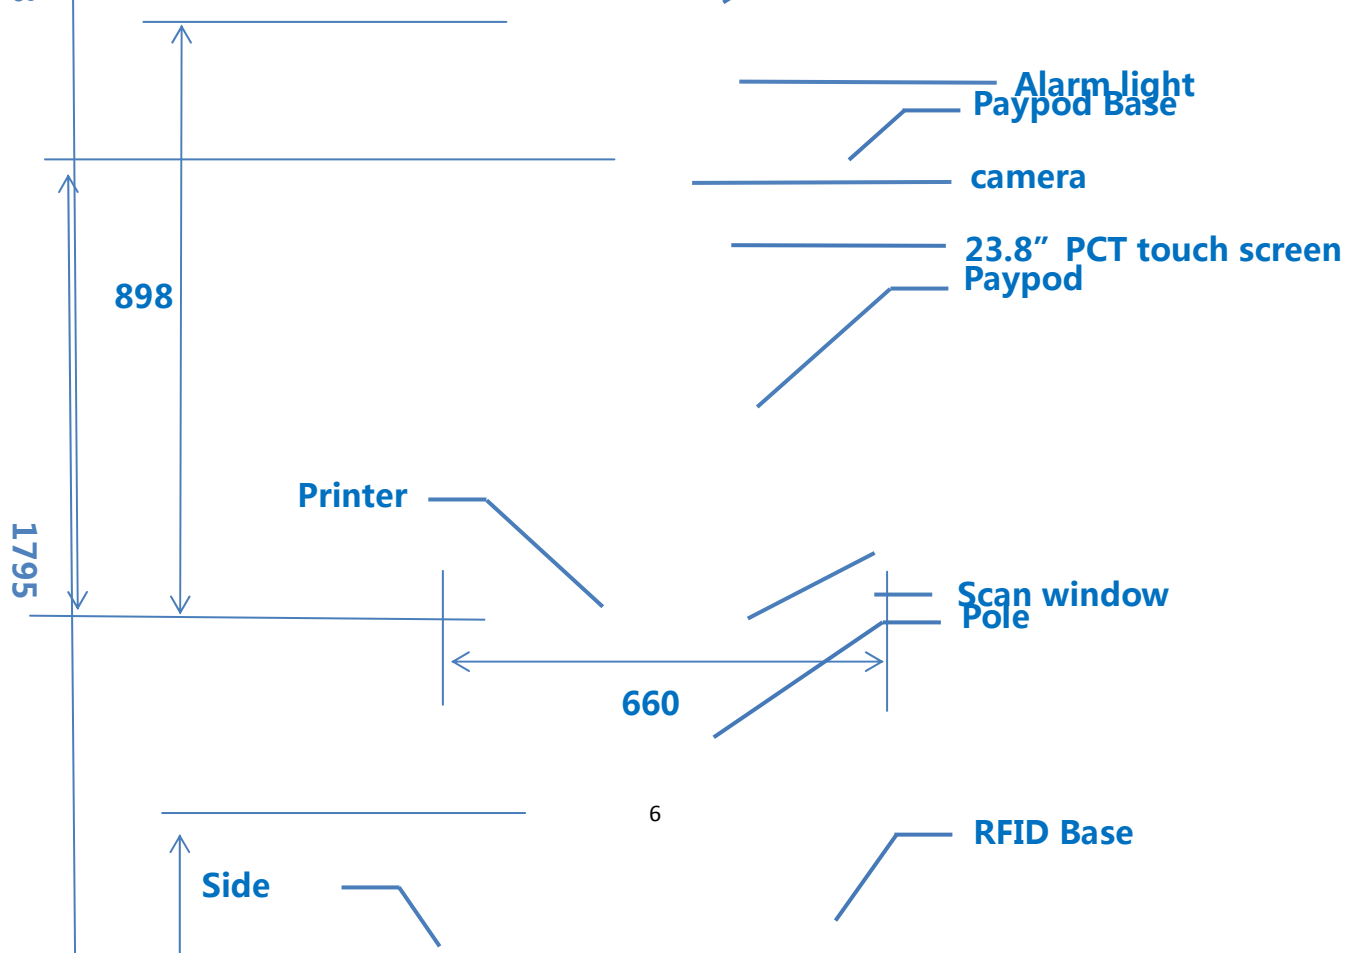 Alarm light
Paypod Base
camera
23.8” PCT touch screen
Paypod
898
Printer
1795
Scan window
Pole
660
6
RFID Base
Side